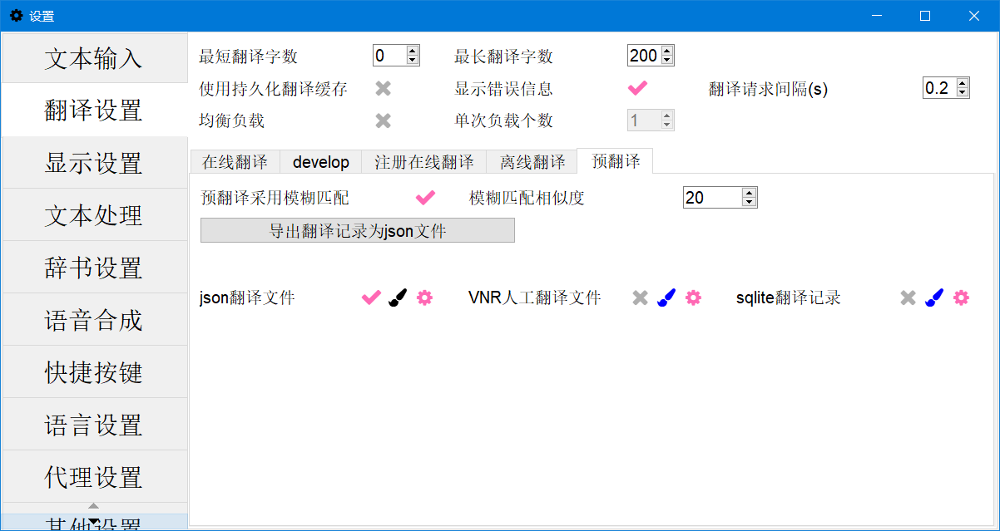 设置
文本输入
翻译设置
显示设置
文本处理
辞书设置
语音合成
快捷按键
语言设置
代理设置
其他设置
最短翻译字数 0 最长翻译字数 200
使用持久化翻译缓存 显示错误信息 翻译请求间隔(s) 0.2
均衡负载 单次负载个数 1
在线翻译 develop 注册在线翻译 离线翻译 预翻译
预翻译采用模糊匹配 模糊匹配相似度 20
导出翻译记录为json文件
json翻译文件 VNR人工翻译文件 sqlite翻译记录